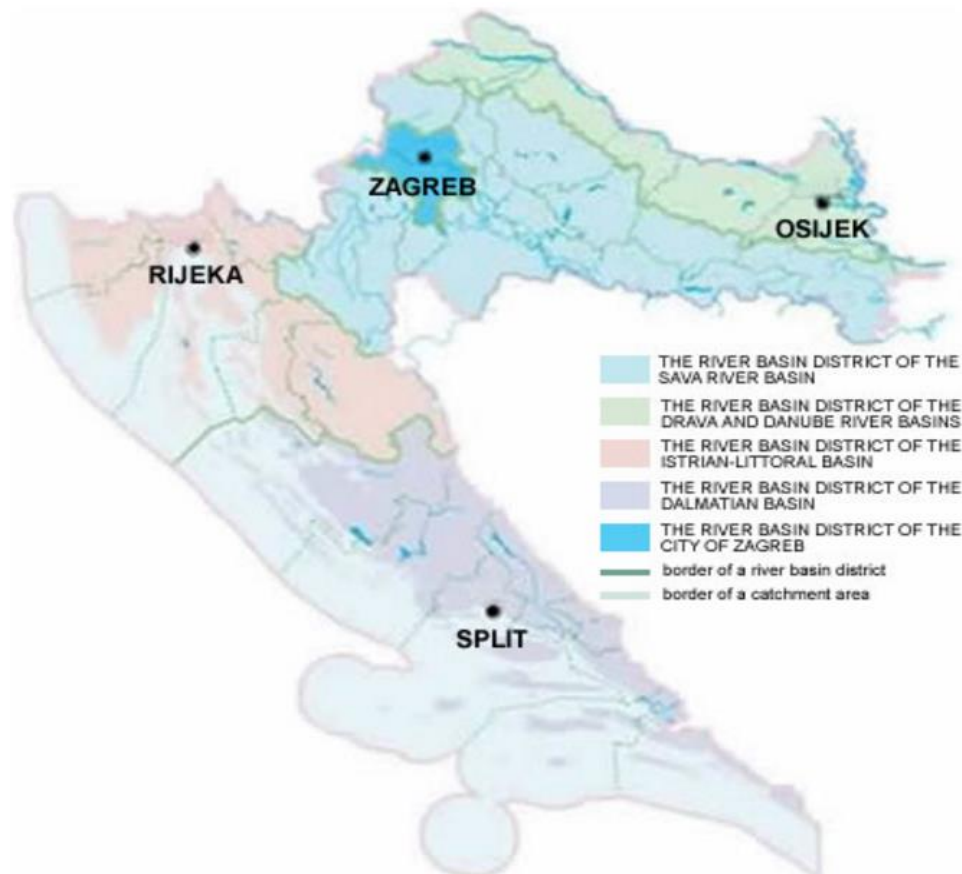 ZAGREB
OSIJEK
RIJEKA
THE RIVER BASIN DISTRICT OF THE
SAVA RIVER BASIN
THE RIVER BASIN DISTRICT OF THE
DRAVA AND DANUBE RIVER BASINS
THE RIVER BASIN DISTRICT OF THE
ISTRIAN-LITTORAL BASIN
THE RIVER BASIN DISTRICT OF THE
DALMATIAN BASIN
THE RIVER BASIN DISTRICT OF THE
CITY OF ZAGREB
border of a river basin district
border of a catchment area
SPLIT